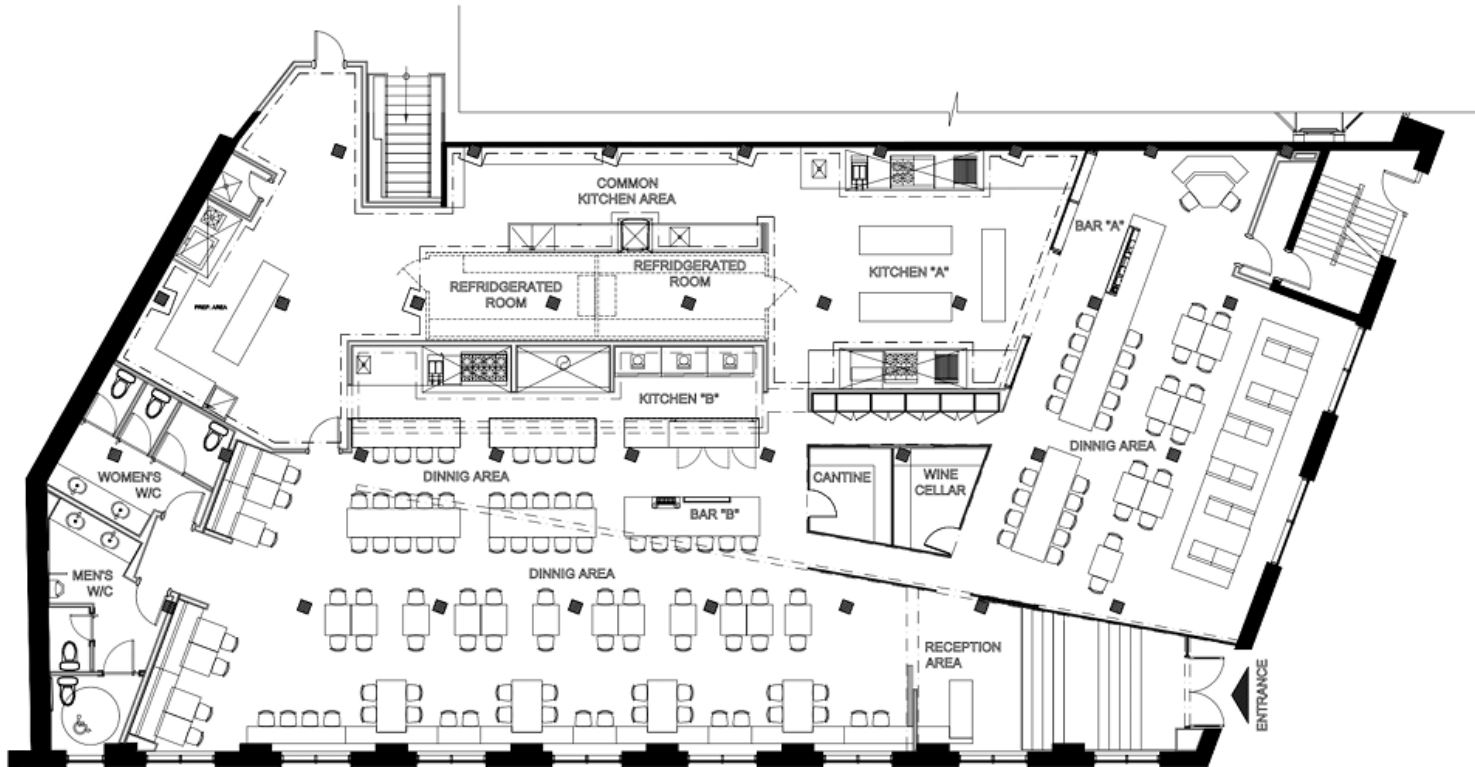 COMMON
KITCHEN AREA
BAR "A"
REFRIDGERATED
ROOM
KITCHEN "A"
REFRIDGERATED
ROOM
PREP. AREA
KITCHEN "B"
DINNIG AREA
WOMEN'S
W/C
DINNIG AREA
CANTINE
WINE
CELLAR
BAR "B"
MEN'S
W/C
DINNIG AREA
RECEPTION
AREA
ENTRANCE